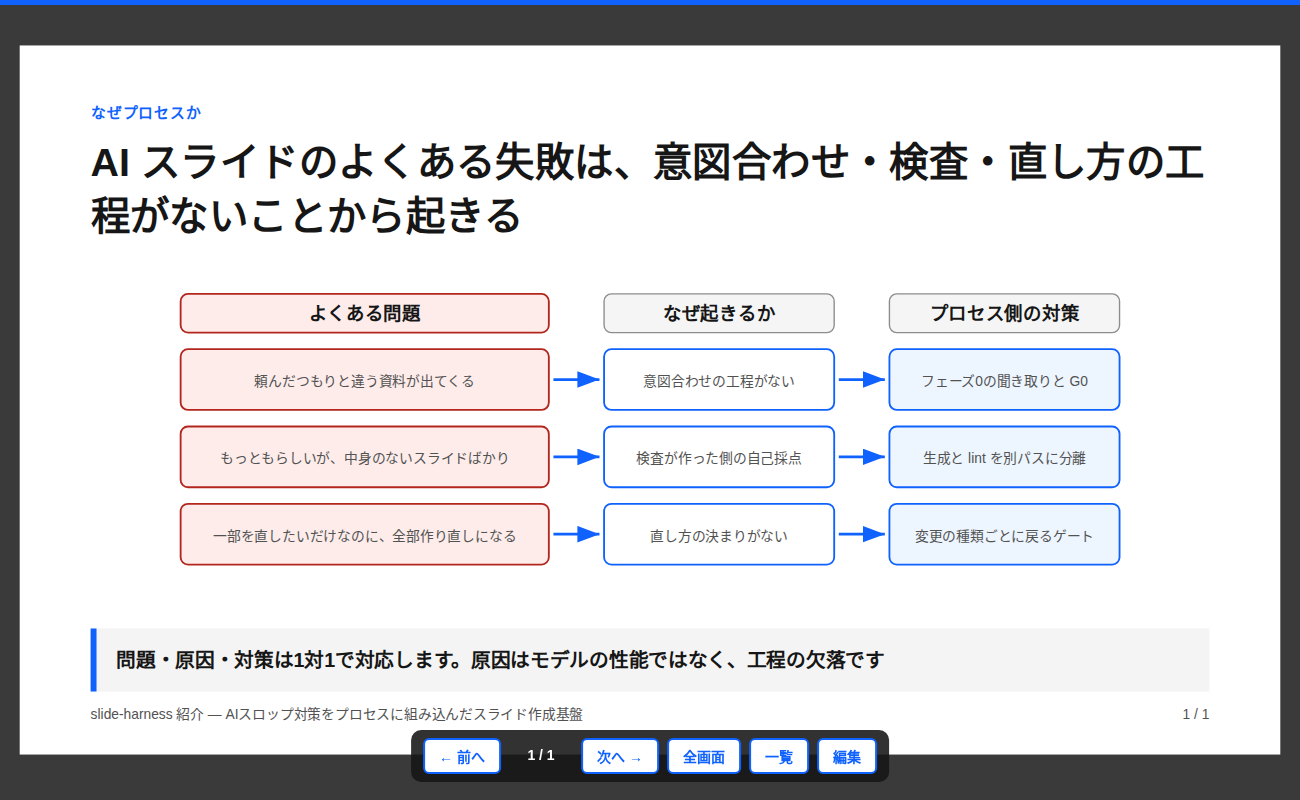 なぜプロセスか
AI スライドのよくある失敗は、意図合わせ・検査・直し方の工
程がないことから起きる
よくある問題
なぜ起きるか
プロセス側の対策
頼んだつもりと違う資料が出てくる
意図合わせの工程がない
フェーズ0の聞き取りと G0
もっともらしいが、中身のないスライドばかり
検査が作った側の自己採点
生成と lint を別パスに分離
一部を直したいだけなのに、全部作り直しになる
直し方の決まりがない
変更の種類ごとに戻るゲート
問題・原因・対策は1対1で対応します。原因はモデルの性能ではなく、工程の欠落です
slide-harness 紹介 — AIスロップ対策をプロセスに組み込んだスライド作成基盤
1 / 1
← 前へ
1 / 1
次へ →
全画面
一覧
編集